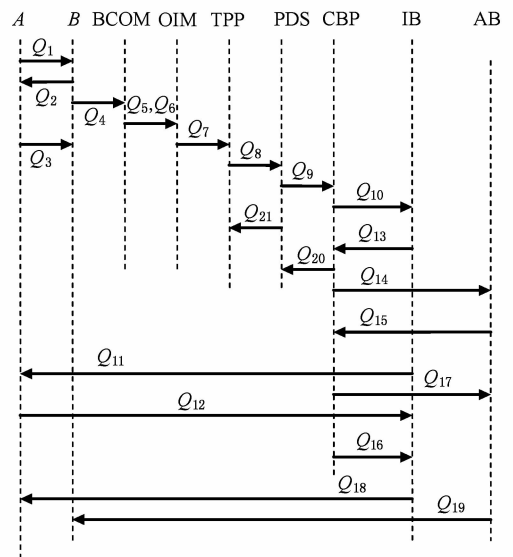 A B BCOM OIM TPP PDS CBP IB AB
Q₁
Q₂
Q₄
Q₅,Q₆
Q₃
Q₇
Q₈
Q₉
Q₁₀
Q₂₁
Q₁₃
Q₂₀
Q₁₄
Q₁₅
Q₁₁
Q₁₇
Q₁₂
Q₁₆
Q₁₈
Q₁₉